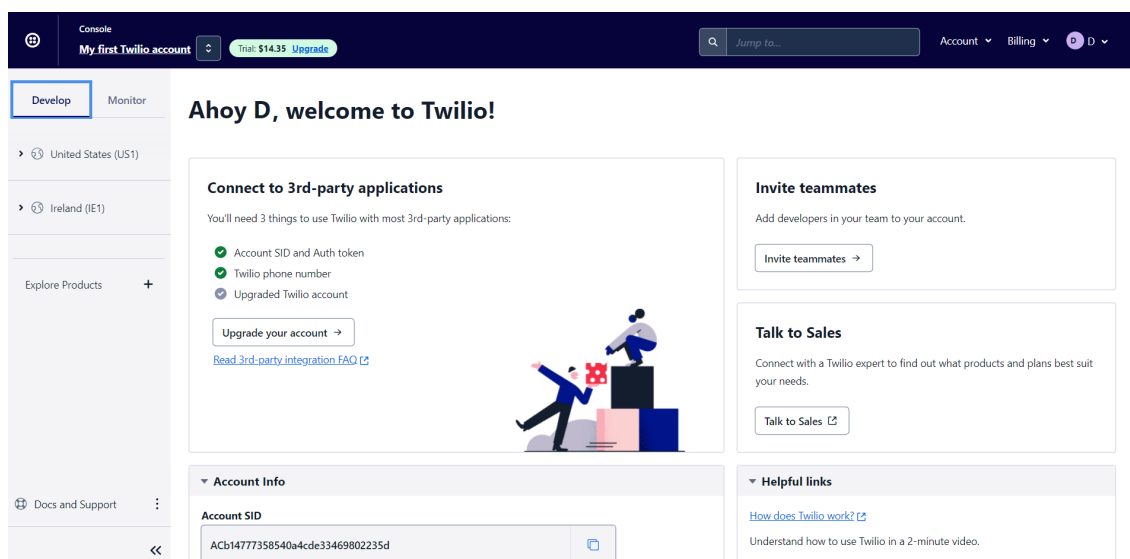 Console
My first Twilio account
Trial: $14.35 Upgrade
Jump to...
Account
Billing
D D
Develop
Monitor
Ahoy D, welcome to Twilio!
United States (US1)
Ireland (IE1)
Explore Products +
Connect to 3rd-party applications
You'll need 3 things to use Twilio with most 3rd-party applications:
Account SID and Auth token
Twilio phone number
Upgraded Twilio account
Upgrade your account →
Read 3rd-party integration FAQ
Invite teammates
Add developers in your team to your account.
Invite teammates →
Talk to Sales
Connect with a Twilio expert to find out what products and plans best suit
your needs.
Talk to Sales
Docs and Support
Account Info
Account SID
ACb14777358540a4cde33469802235d
Helpful links
How does Twilio work?
Understand how to use Twilio in a 2-minute video.